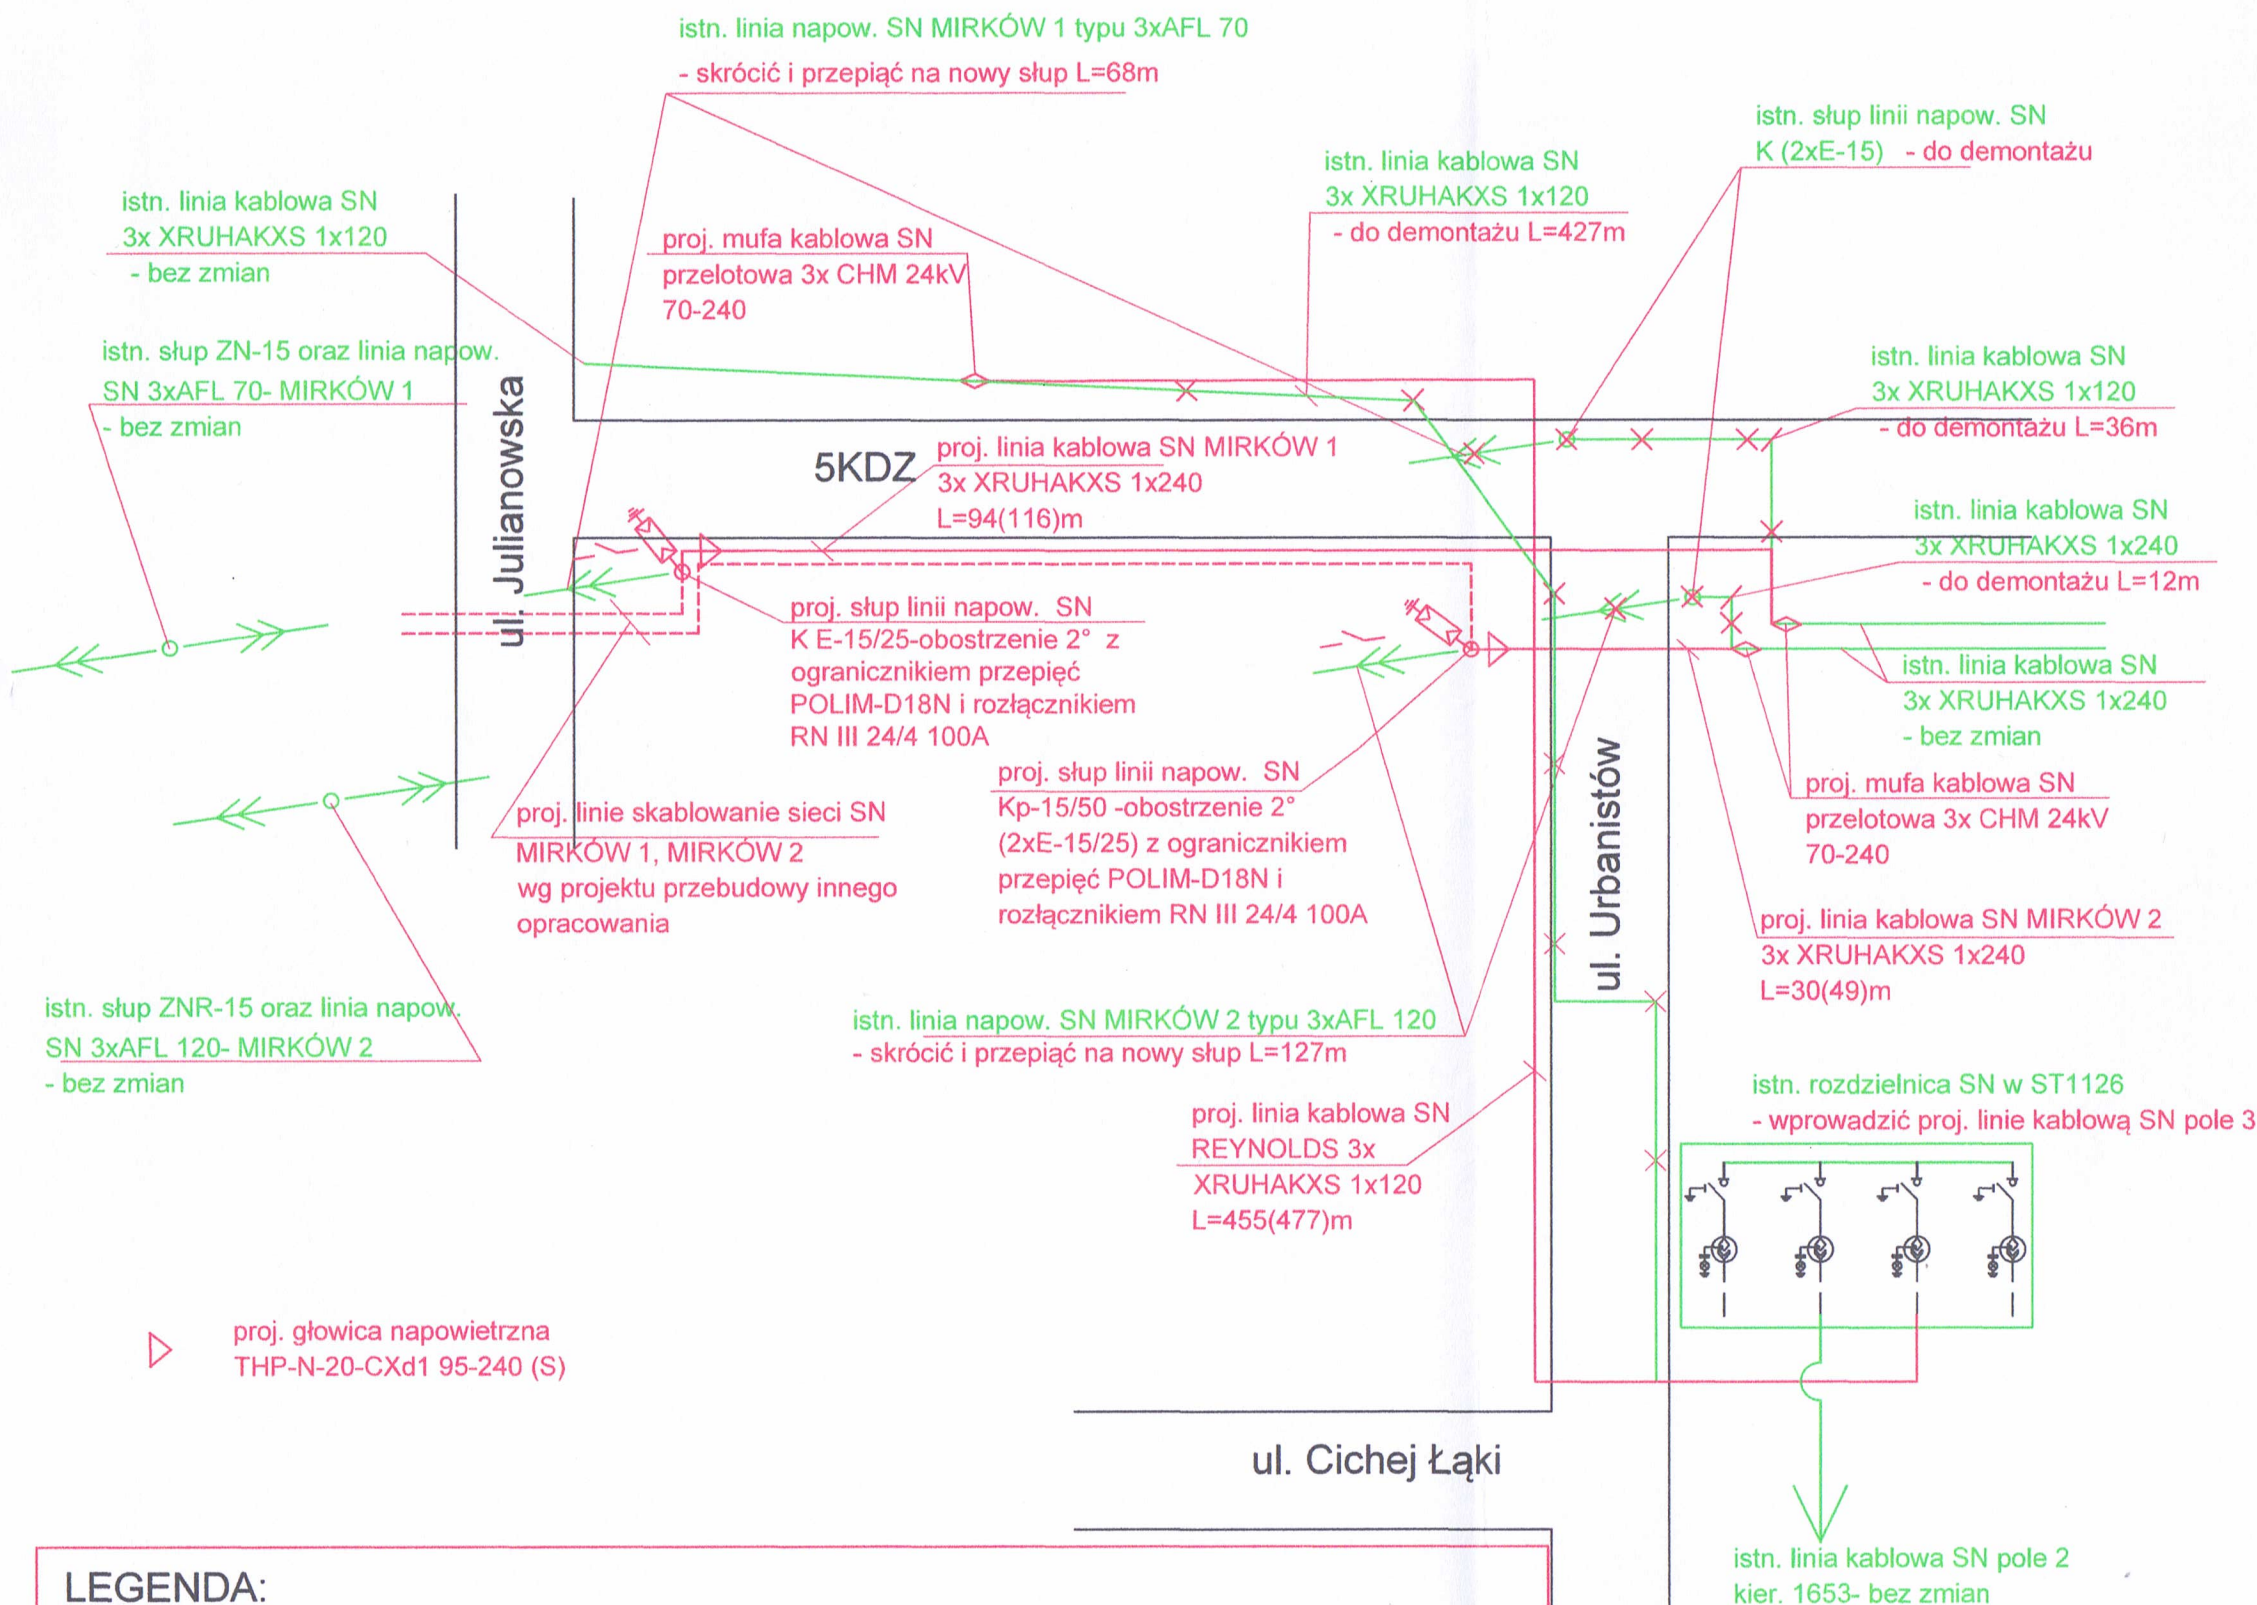 istn. linia napow. SN MIRKÓW 1 typu 3xAFL 70
- skrócić i przepiąć na nowy słup L=68m
istn. słup linii napow. SN
K (2xE-15) - do demontażu
istn. linia kablowa SN
3x XRUHAKXS 1x120
- do demontażu L=427m
istn. linia kablowa SN
3x XRUHAKXS 1x120
- bez zmian
proj. mufa kablowa SN
przelotowa 3x CHM 24kV
70-240
istn. słup ZN-15 oraz linia napow.
SN 3xAFL 70- MIRKÓW 1
- bez zmian
ul. Julianowska
istn. linia kablowa SN
3x XRUHAKXS 1x120
- do demontażu L=36m
5KDZ
proj. linia kablowa SN MIRKÓW 1
3x XRUHAKXS 1x240
L=94(116)m
istn. linia kablowa SN
3x XRUHAKXS 1x240
- do demontażu L=12m
proj. słup linii napow. SN
K E-15/25-obostrzenie 2° z
ogranicznikiem przepięć
POLIM-D18N i rozłącznikiem
RN III 24/4 100A
istn. linia kablowa SN
3x XRUHAKXS 1x240
- bez zmian
proj. słup linii napow. SN
Kp-15/50 -obostrzenie 2°
(2xE-15/25) z ogranicznikiem
przepięć POLIM-D18N i
rozłącznikiem RN III 24/4 100A
ul. Urbanistów
proj. mufa kablowa SN
przelotowa 3x CHM 24kV
70-240
proj. linie skablowanie sieci SN
MIRKÓW 1, MIRKÓW 2
wg projektu przebudowy innego
opracowania
proj. linia kablowa SN MIRKÓW 2
3x XRUHAKXS 1x240
L=30(49)m
istn. słup ZNR-15 oraz linia napow.
SN 3xAFL 120- MIRKÓW 2
- bez zmian
istn. linia napow. SN MIRKÓW 2 typu 3xAFL 120
- skrócić i przepiąć na nowy słup L=127m
istn. rozdzielnica SN w ST1126
- wprowadzić proj. linie kablową SN pole 3
proj. linia kablowa SN
REYNOLDS 3x
XRUHAKXS 1x120
L=455(477)m
proj. głowica napowietrzna
THP-N-20-CXd1 95-240 (S)
ul. Cichej Łąki
istn. linia kablowa SN pole 2
kier. 1653- bez zmian
LEGENDA: